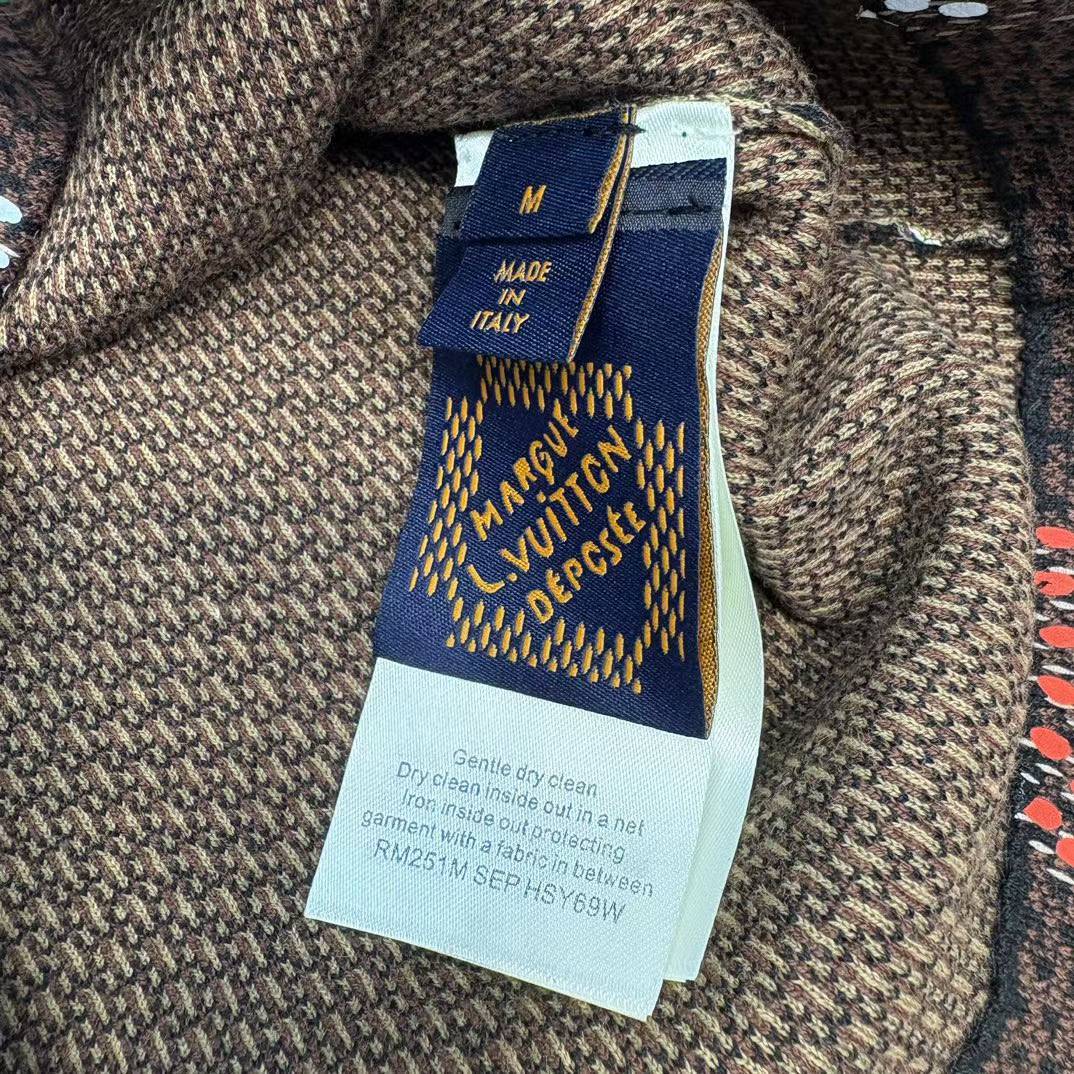 M
MADE
IN
ITALY
MARQUE
L.VUITTON
DÉPOSÉE
Gentle dry clean
Dry clean inside out in a net
Iron inside out protecting
garment with a fabric in between
RM251M SEP HSY69W